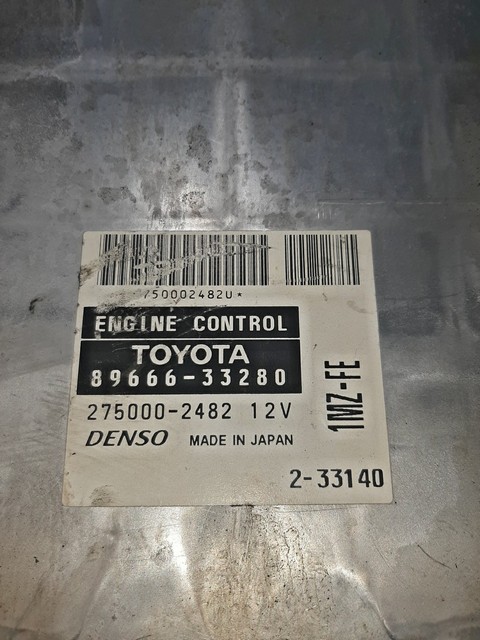 750002482U*
ENGINE CONTROL
TOYOTA
89666-33280
275000-2482 12V
DENSO MADE IN JAPAN
1MZ-FE
2-33140